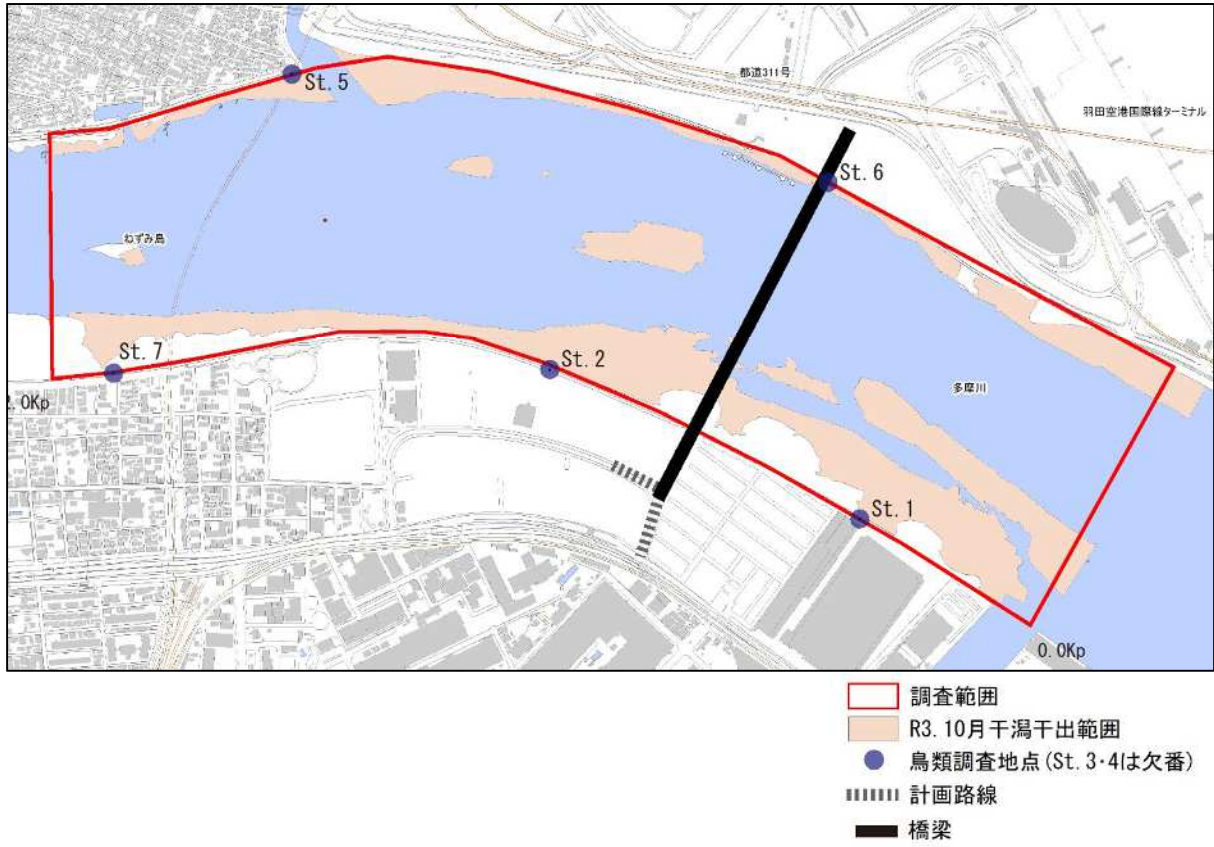 都道311号
羽田空港国際線ターミナル
St.5
St.6
ねずみ島
St.7
St.2
多摩川
2.0Kp
St.1
0.0Kp
調査範囲
R3.10月干潟干出範囲
鳥類調査地点(St.3・4は欠番)
計画路線
橋梁